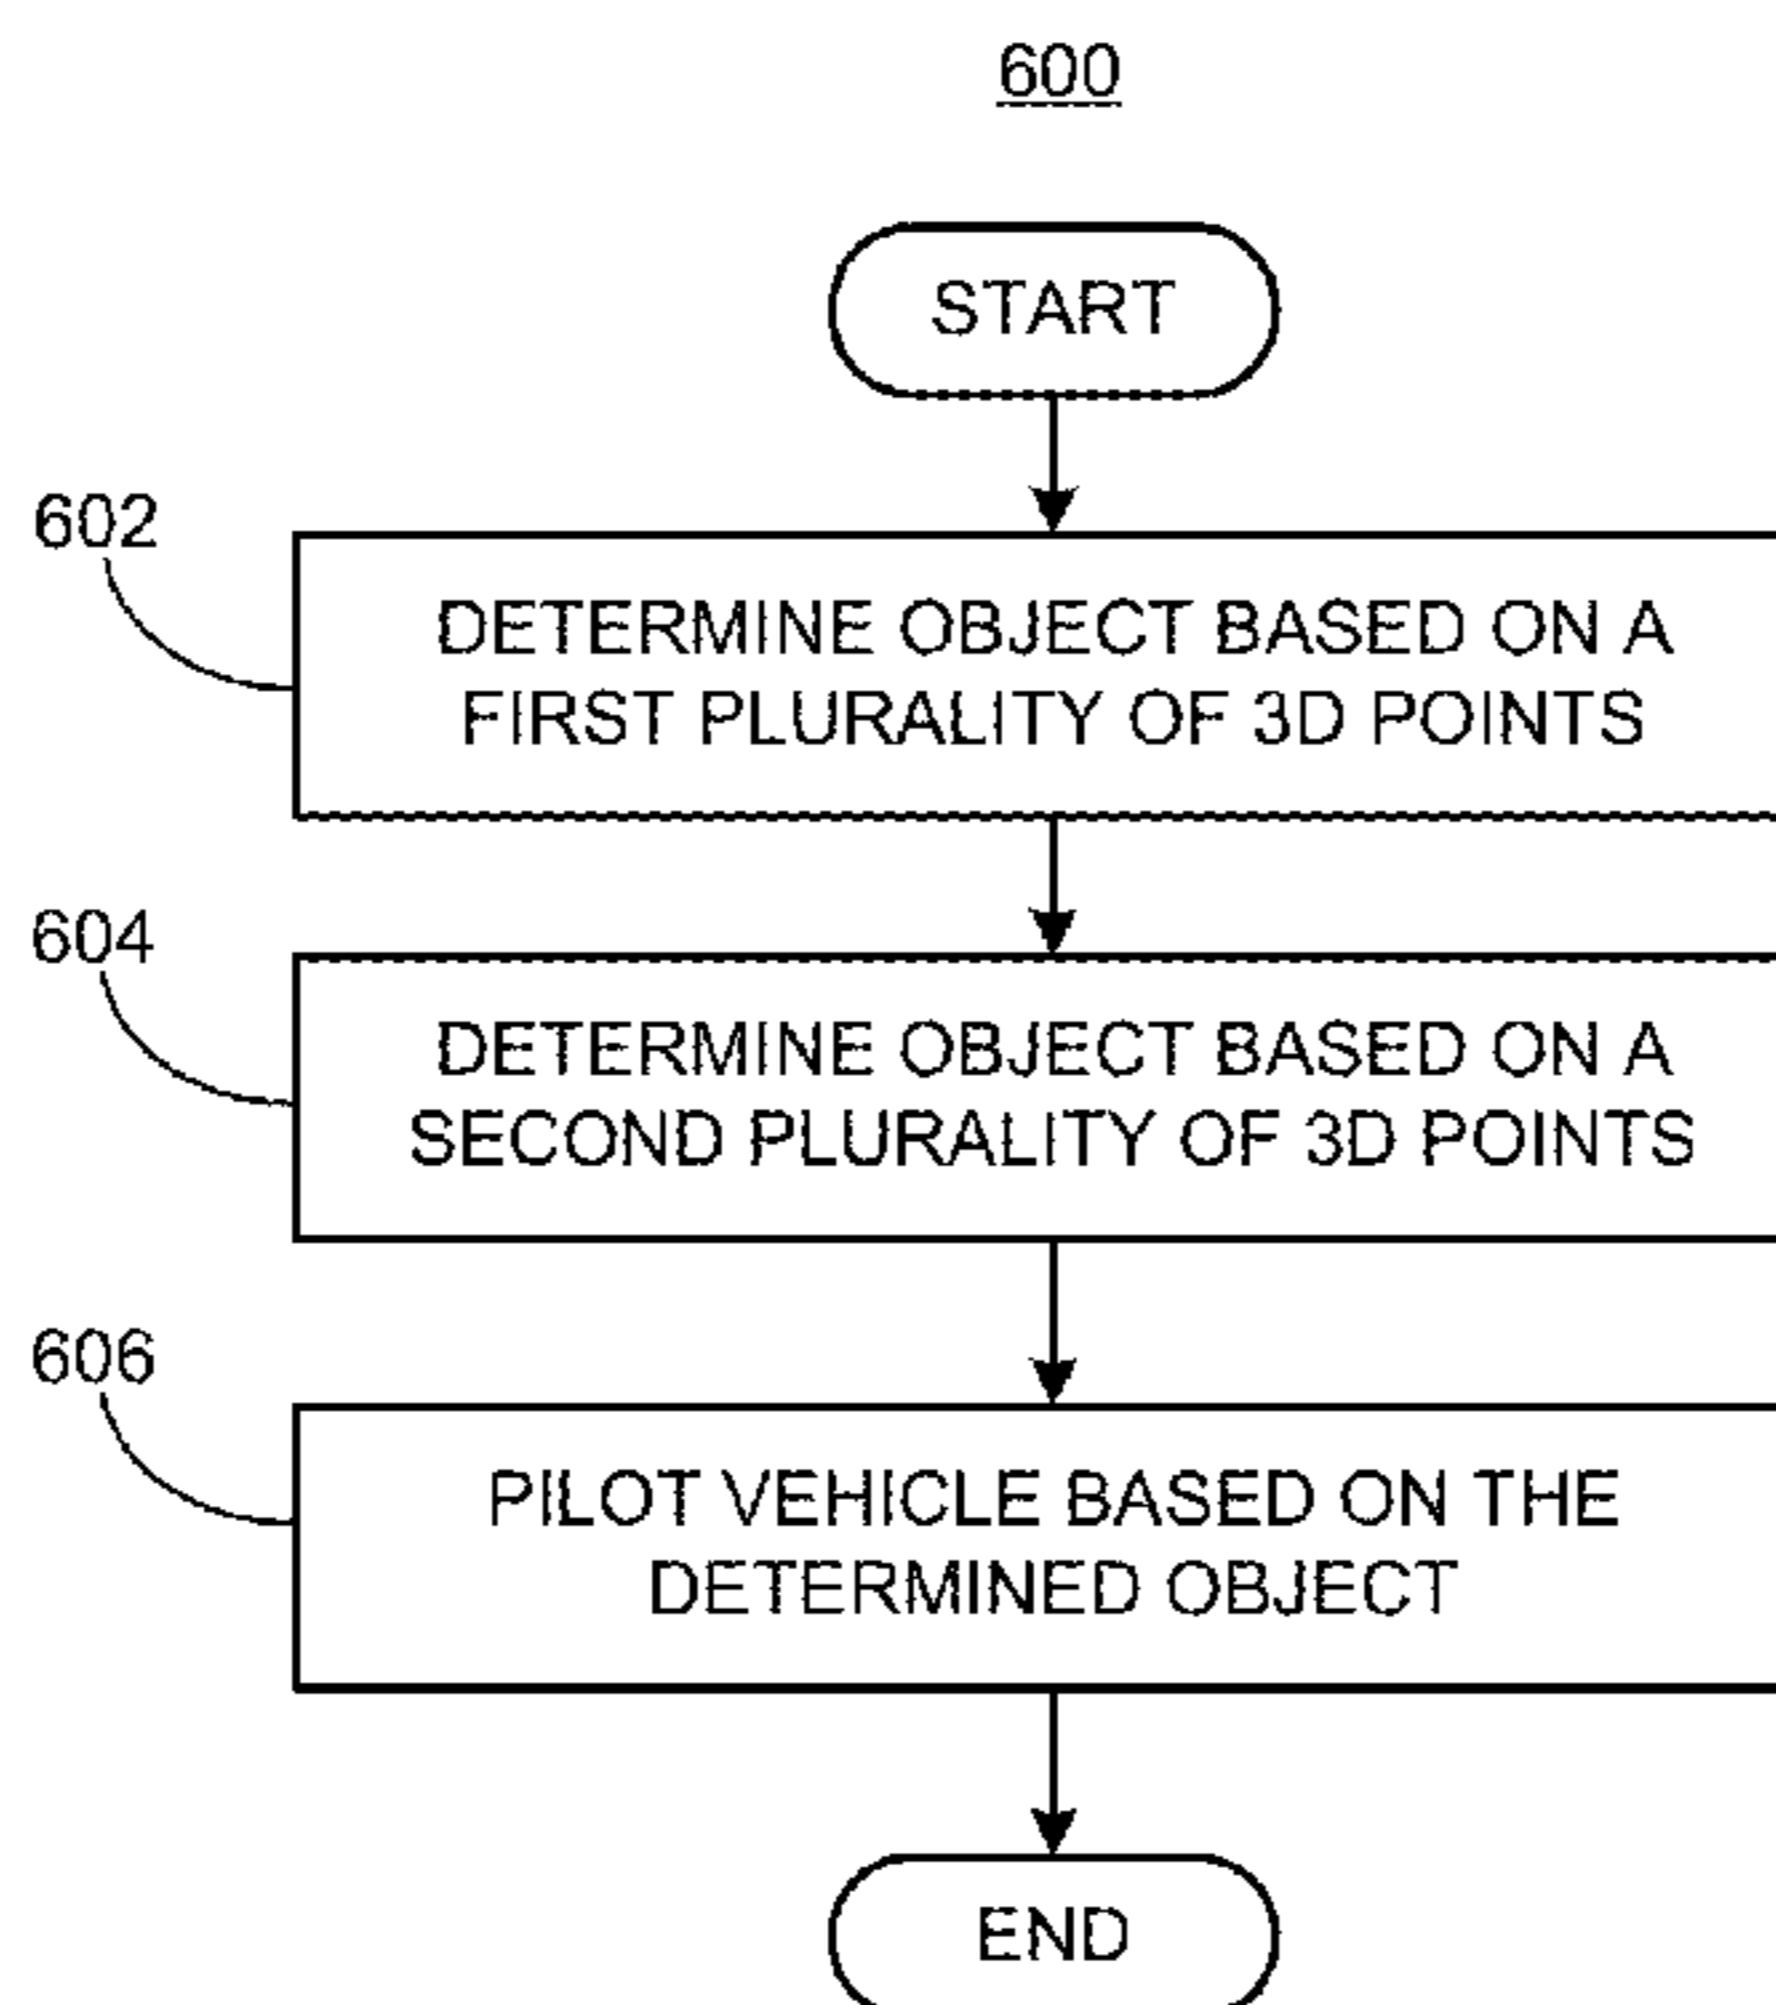 600
START
602
DETERMINE OBJECT BASED ON A
FIRST PLURALITY OF 3D POINTS
604
DETERMINE OBJECT BASED ON A
SECOND PLURALITY OF 3D POINTS
606
PILOT VEHICLE BASED ON THE
DETERMINED OBJECT
END